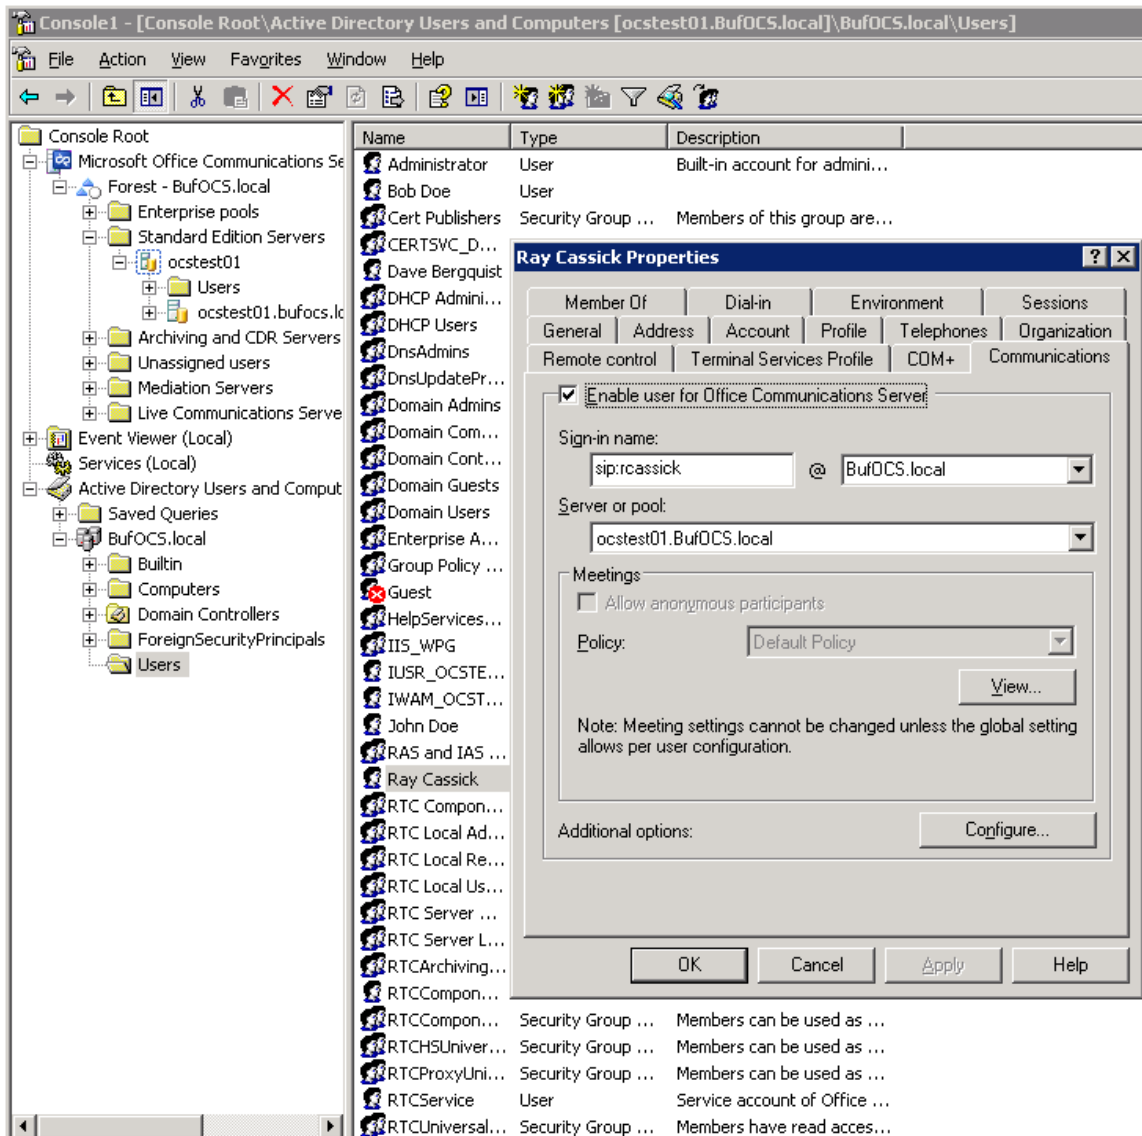 Console1 - [Console Root\Active Directory Users and Computers [ocstest01.BufOCS.local]\BufOCS.local\Users]
File Action View Favorites Window Help
Console Root
Microsoft Office Communications Se
Forest - BufOCS.local
Enterprise pools
Standard Edition Servers
ocstest01
Users
ocstest01.bufocs.lc
Archiving and CDR Servers
Unassigned users
Mediation Servers
Live Communications Serve
Event Viewer (Local)
Services (Local)
Active Directory Users and Comput
Saved Queries
BufOCS.local
Builtin
Computers
Domain Controllers
ForeignSecurityPrincipals
Users
Name Type Description
Administrator User Built-in account for admini...
Bob Doe User
Cert Publishers Security Group ... Members of this group are...
CERTSVC_D...
Dave Bergquist
DHCP Admini...
DHCP Users
DnsAdmins
DnsUpdatePr...
Domain Admins
Domain Com...
Domain Cont...
Domain Guests
Domain Users
Enterprise A...
Group Policy ...
Guest
HelpServices...
IIS_WPG
IUSR_OCSTE...
IWAM_OCST...
John Doe
RAS and IAS ...
Ray Cassick
RTC Compon...
RTC Local Ad...
RTC Local Re...
RTC Local Us...
RTC Server ...
RTC Server L...
RTCArchiving...
RTCCompon...
RTCCompon... Security Group ... Members can be used as ...
RTCHSUniver... Security Group ... Members can be used as ...
RTCProxyUni... Security Group ... Members can be used as ...
RTCService User Service account of Office ...
RTCUniversal... Security Group ... Members have read acces...
Ray Cassick Properties
Member Of Dial-in Environment Sessions
General Address Account Profile Telephones Organization
Remote control Terminal Services Profile COM+ Communications
Enable user for Office Communications Server
Sign-in name:
sip:rcassick @ BufOCS.local
Server or pool:
ocstest01.BufOCS.local
Meetings
Allow anonymous participants
Policy: Default Policy
View...
Note: Meeting settings cannot be changed unless the global setting
allows per user configuration.
Additional options: Configure...
OK Cancel Apply Help